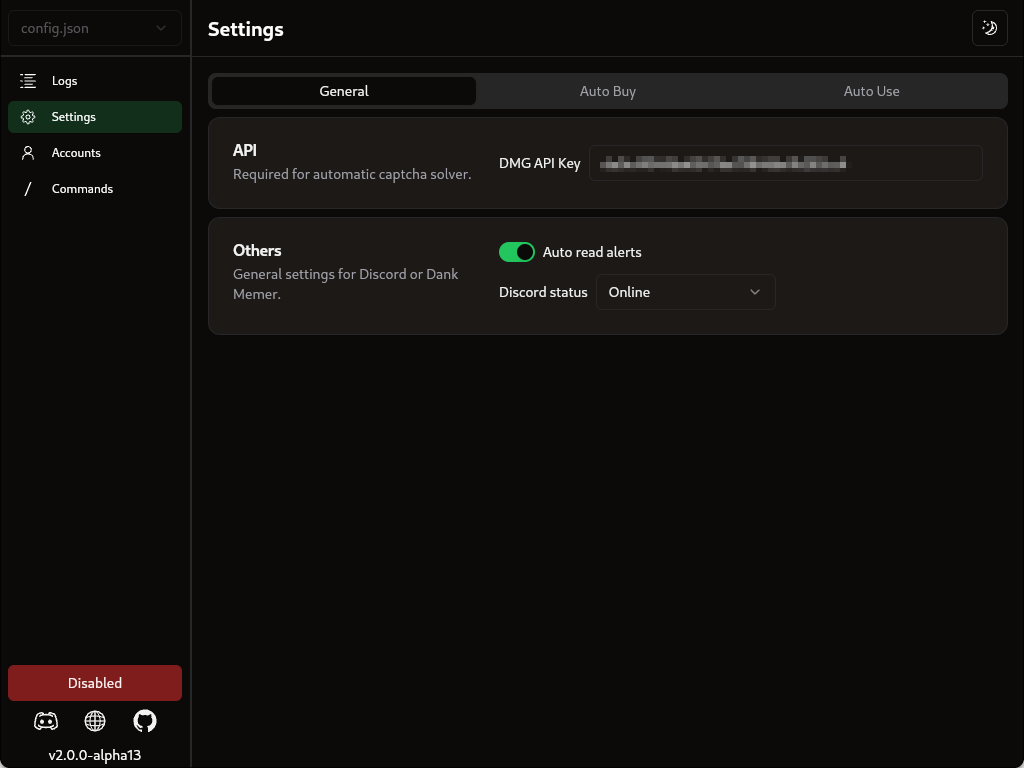 config.json
Settings
Logs
Settings
Accounts
Commands
General
Auto Buy
Auto Use
API
Required for automatic captcha solver.
DMG API Key
Others
General settings for Discord or Dank
Memer.
Auto read alerts
Discord status
Online
Disabled
v2.0.0-alpha13